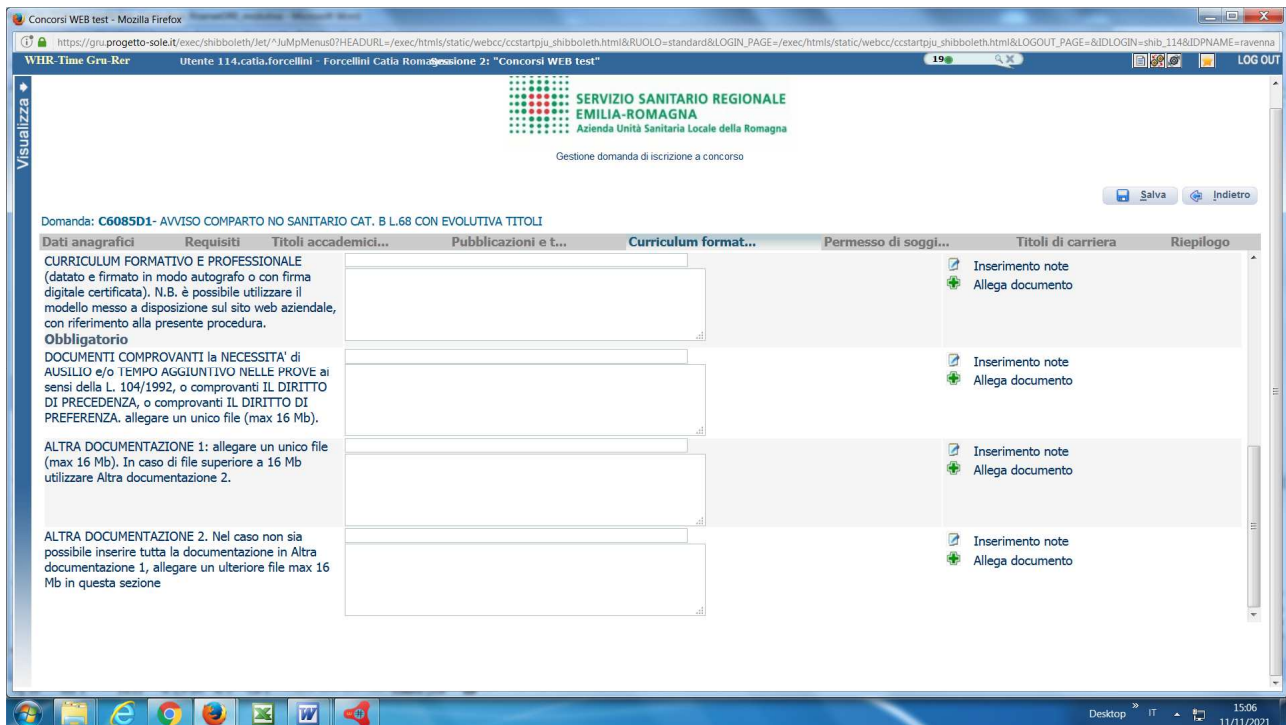 Concorsi WEB test - Mozilla Firefox
https://gru.progetto-sole.it/exec/shibboleth/Jet/^JuMpMenus0?HEADURL=/exec/htmls/static/webcc/ccstartpju_shibboleth.html&RUOLO=standard&LOGIN_PAGE=/exec/htmls/static/webcc/ccstartpju_shibboleth.html&LOGOUT_PAGE=&IDLOGIN=shib_114&IDPNAME=ravenna
WHR-Time Gru-Rer Utente 114.catia.forcellini - Forcellini Catia Sessione 2: "Concorsi WEB test" 19 LOG OUT
Visualizza
SERVIZIO SANITARIO REGIONALE
EMILIA-ROMAGNA
Azienda Unità Sanitaria Locale della Romagna
Gestione domanda di iscrizione a concorso
Salva Indietro
Domanda: C6085D1- AVVISO COMPARTO NO SANITARIO CAT. B L.68 CON EVOLUTIVA TITOLI
Dati anagrafici Requisiti Titoli accademici... Pubblicazioni e t... Curriculum format... Permesso di soggi... Titoli di carriera Riepilogo
CURRICULUM FORMATIVO E PROFESSIONALE
(datato e firmato in modo autografo o con firma
digitale certificata). N.B. è possibile utilizzare il
modello messo a disposizione sul sito web aziendale,
con riferimento alla presente procedura.
Obbligatorio
Inserimento note
Allega documento
DOCUMENTI COMPROVANTI la NECESSITA' di
AUSILIO e/o TEMPO AGGIUNTIVO NELLE PROVE ai
sensi della L. 104/1992, o comprovanti IL DIRITTO
DI PRECEDENZA, o comprovanti IL DIRITTO DI
PREFERENZA. allegare un unico file (max 16 Mb).
Inserimento note
Allega documento
ALTRA DOCUMENTAZIONE 1: allegare un unico file
(max 16 Mb). In caso di file superiore a 16 Mb
utilizzare Altra documentazione 2.
Inserimento note
Allega documento
ALTRA DOCUMENTAZIONE 2. Nel caso non sia
possibile inserire tutta la documentazione in Altra
documentazione 1, allegare un ulteriore file max 16
Mb in questa sezione
Inserimento note
Allega documento
Desktop » IT 15:06
11/11/2021